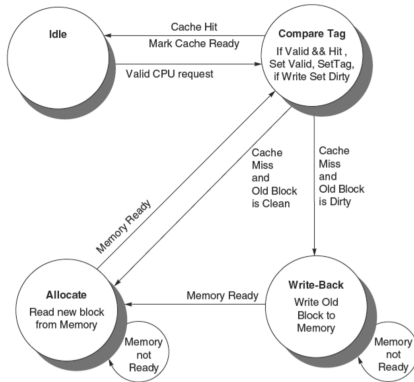 Idle
Cache Hit
Mark Cache Ready
Valid CPU request
Compare Tag
If Valid && Hit ,
Set Valid, SetTag,
if Write Set Dirty
Memory Ready
Cache
Miss
and
Old Block
is Clean
Cache
Miss
and
Old Block
is Dirty
Allocate
Read new block
from Memory
Memory Ready
Write-Back
Write Old
Block to
Memory
Memory
not
Ready
Memory
not
Ready